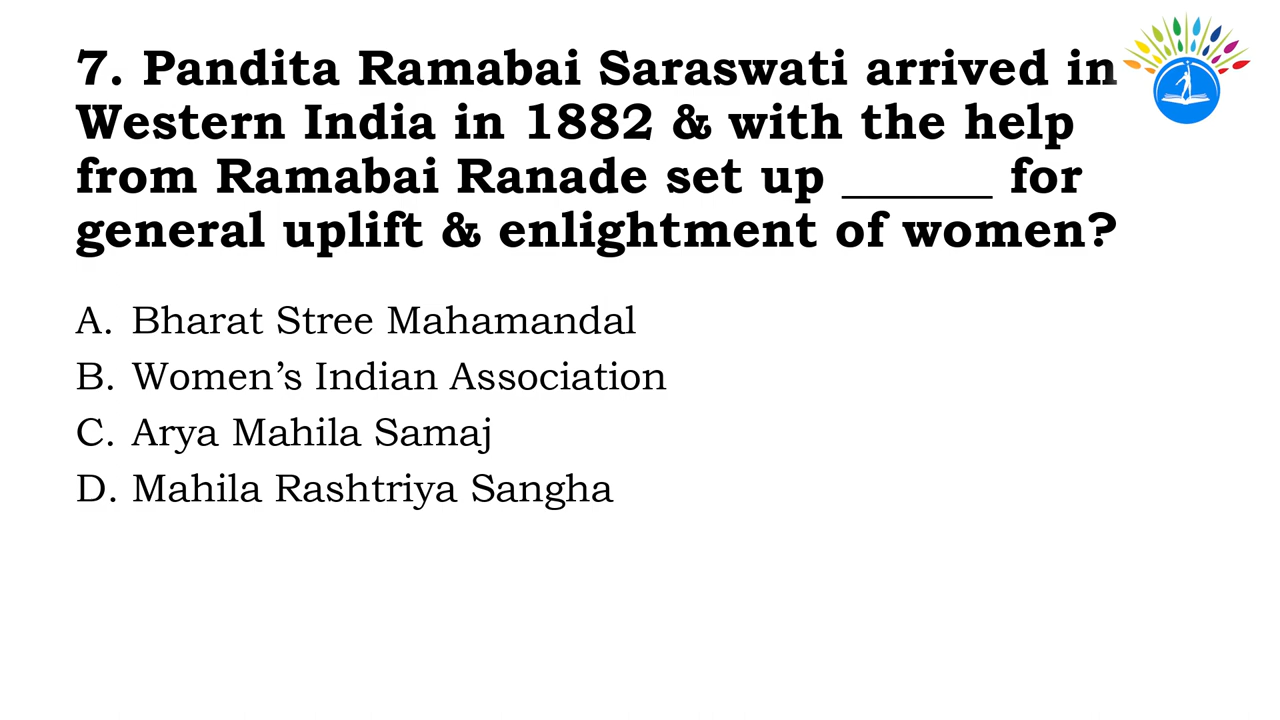 7. Pandita Ramabai Saraswati arrived in
Western India in 1882 & with the help
from Ramabai Ranade set up ______ for
general uplift & enlightment of women?
A. Bharat Stree Mahamandal
B. Women’s Indian Association
C. Arya Mahila Samaj
D. Mahila Rashtriya Sangha